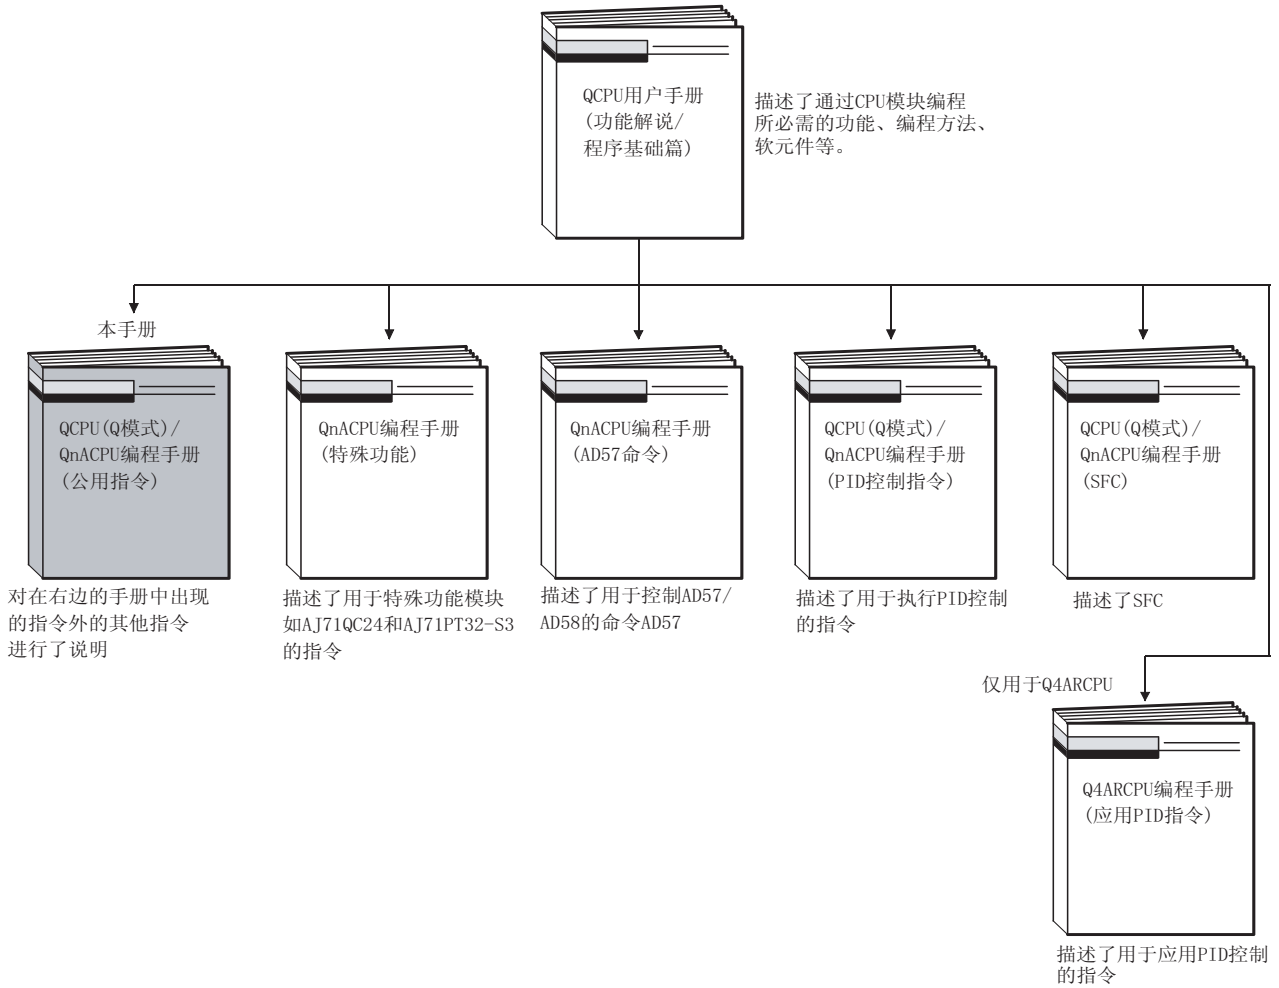 QCPU用户手册
(功能解说/
程序基础篇)
描述了通过CPU模块编程
所必需的功能、编程方法、
软元件等。
本手册
QCPU(Q模式)/
QnACPU编程手册
(公用指令)
对在右边的手册中出现
的指令外的其他指令
进行了说明
QnACPU编程手册
(特殊功能)
描述了用于特殊功能模块
如AJ71QC24和AJ71PT32-S3
的指令
QnACPU编程手册
(AD57命令)
描述了用于控制AD57/
AD58的命令AD57
QCPU(Q模式)/
QnACPU编程手册
(PID控制指令)
描述了用于执行PID控制
的指令
QCPU(Q模式)/
QnACPU编程手册
(SFC)
描述了SFC
仅用于Q4ARCPU
Q4ARCPU编程手册
(应用PID指令)
描述了用于应用PID控制
的指令